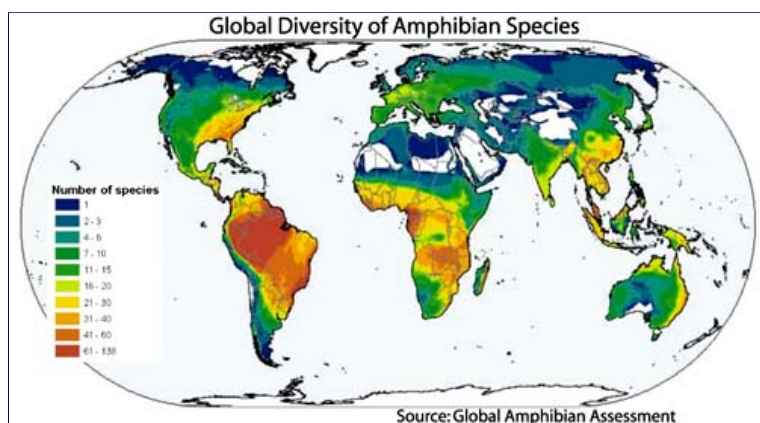 Global Diversity of Amphibian Species
Number of species
1
2 - 3
4 - 6
7 - 10
11 - 15
16 - 20
21 - 30
31 - 40
41 - 60
61 - 138
Source: Global Amphibian Assessment